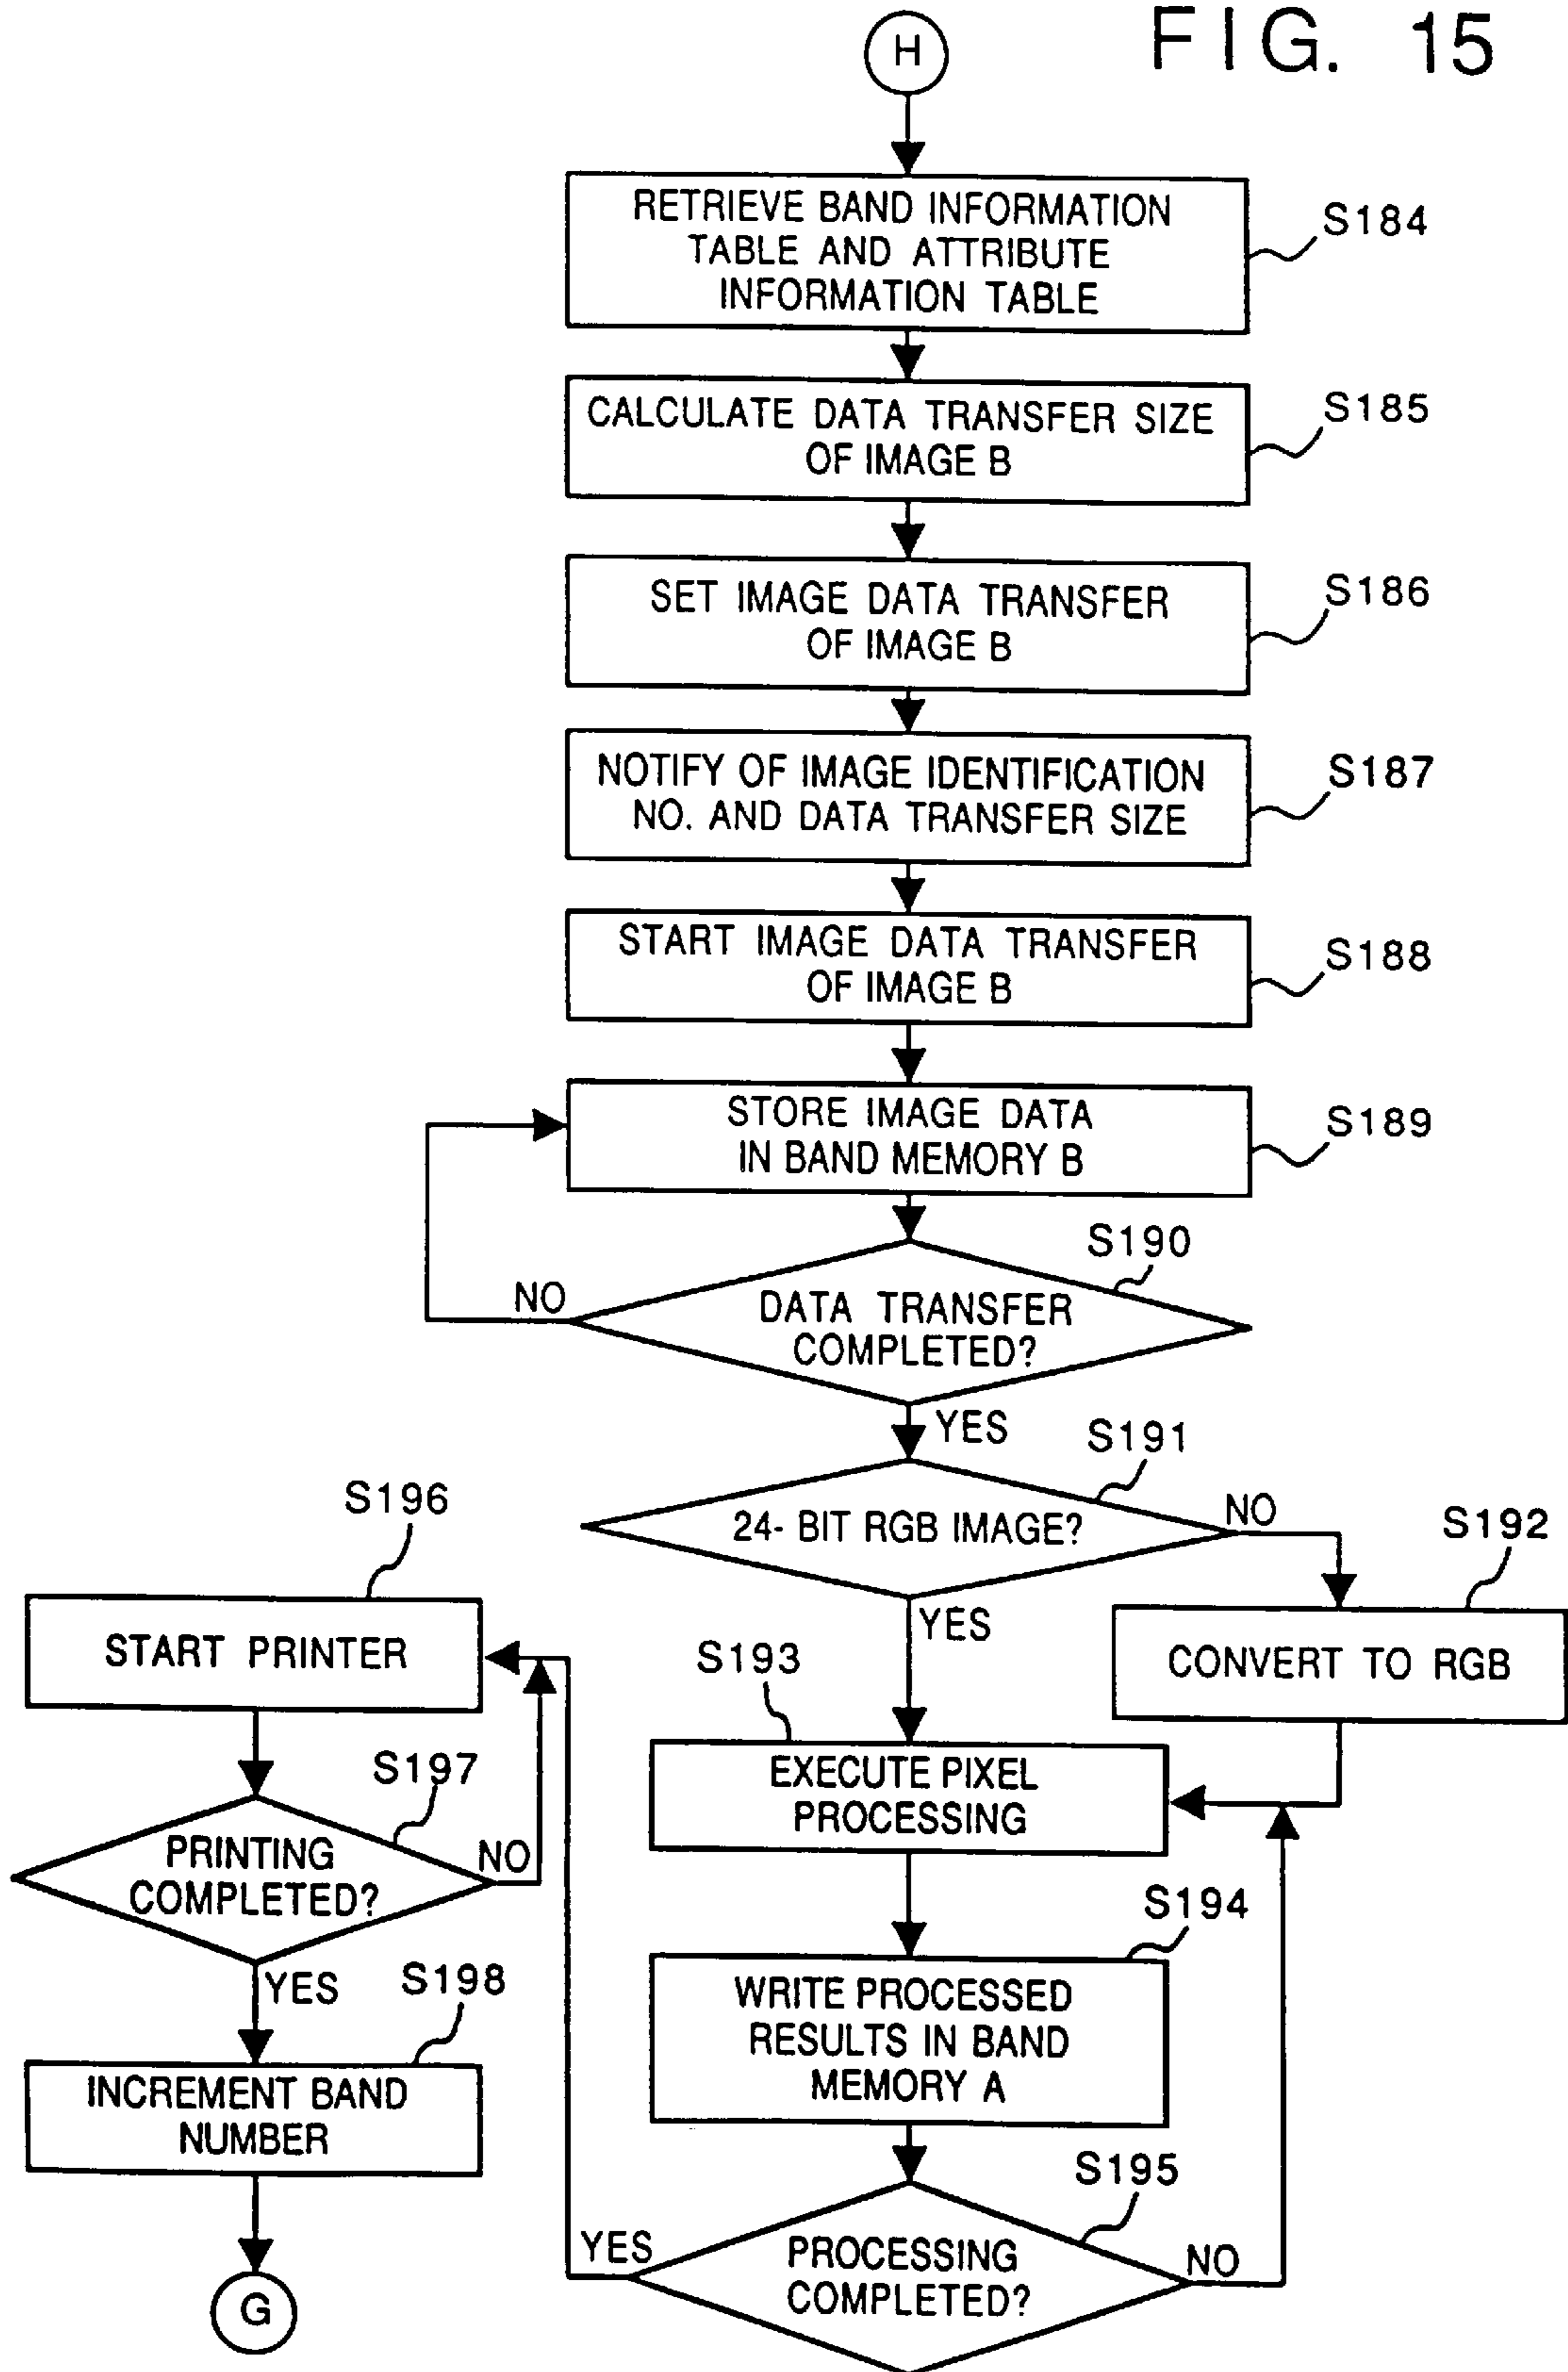 FIG. 15
H
RETRIEVE BAND INFORMATION
TABLE AND ATTRIBUTE
INFORMATION TABLE
S184
CALCULATE DATA TRANSFER SIZE
OF IMAGE B
S185
SET IMAGE DATA TRANSFER
OF IMAGE B
S186
NOTIFY OF IMAGE IDENTIFICATION
NO. AND DATA TRANSFER SIZE
S187
START IMAGE DATA TRANSFER
OF IMAGE B
S188
STORE IMAGE DATA
IN BAND MEMORY B
S189
S190
NO
DATA TRANSFER
COMPLETED?
YES
S191
24- BIT RGB IMAGE?
NO
YES
S192
CONVERT TO RGB
S193
EXECUTE PIXEL
PROCESSING
S194
WRITE PROCESSED
RESULTS IN BAND
MEMORY A
S195
YES
PROCESSING
COMPLETED?
NO
S196
START PRINTER
S197
PRINTING
COMPLETED?
NO
YES
S198
INCREMENT BAND
NUMBER
G